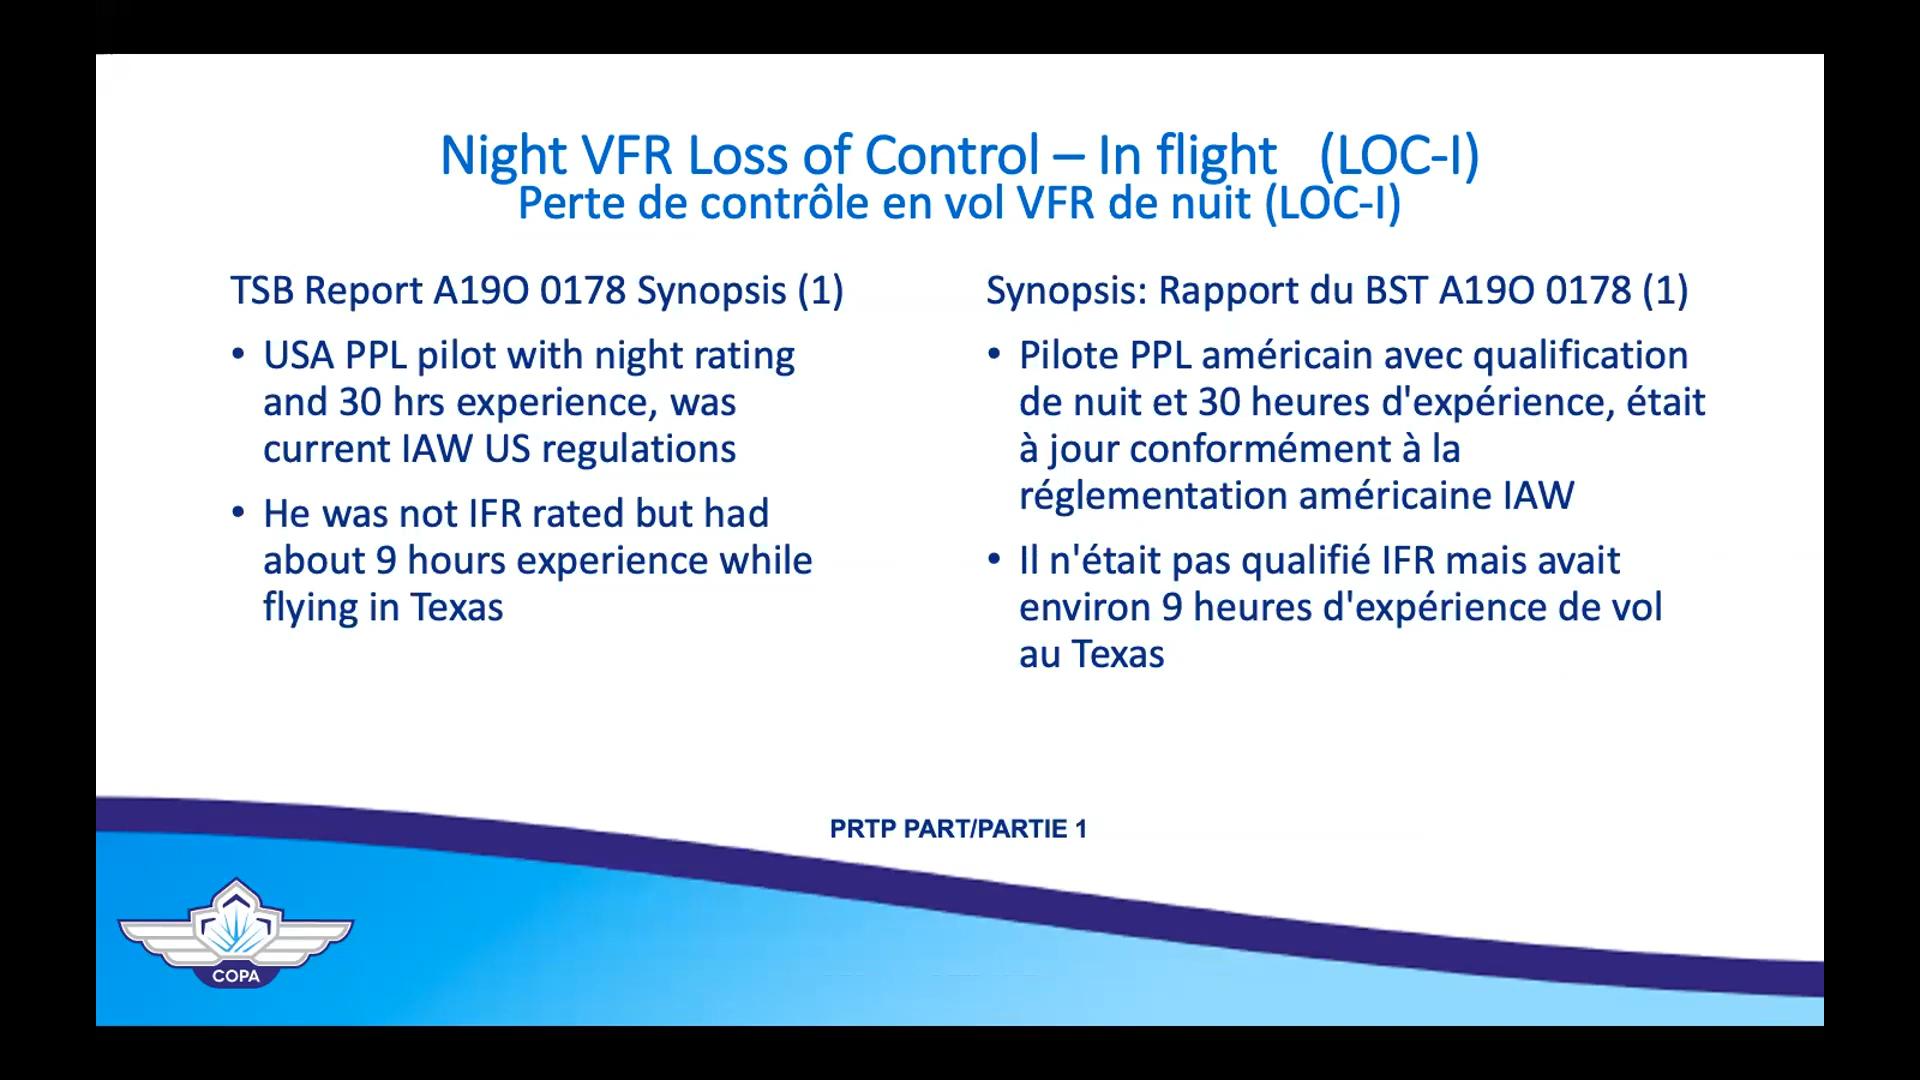 Night VFR Loss of Control – In flight (LOC-I)
Perte de contrôle en vol VFR de nuit (LOC-I)
TSB Report A19O 0178 Synopsis (1)
• USA PPL pilot with night rating
and 30 hrs experience, was
current IAW US regulations
• He was not IFR rated but had
about 9 hours experience while
flying in Texas
Synopsis: Rapport du BST A19O 0178 (1)
• Pilote PPL américain avec qualification
de nuit et 30 heures d'expérience, était
à jour conformément à la
réglementation américaine IAW
• Il n'était pas qualifié IFR mais avait
environ 9 heures d'expérience de vol
au Texas
PRTP PART/PARTIE 1
COPA